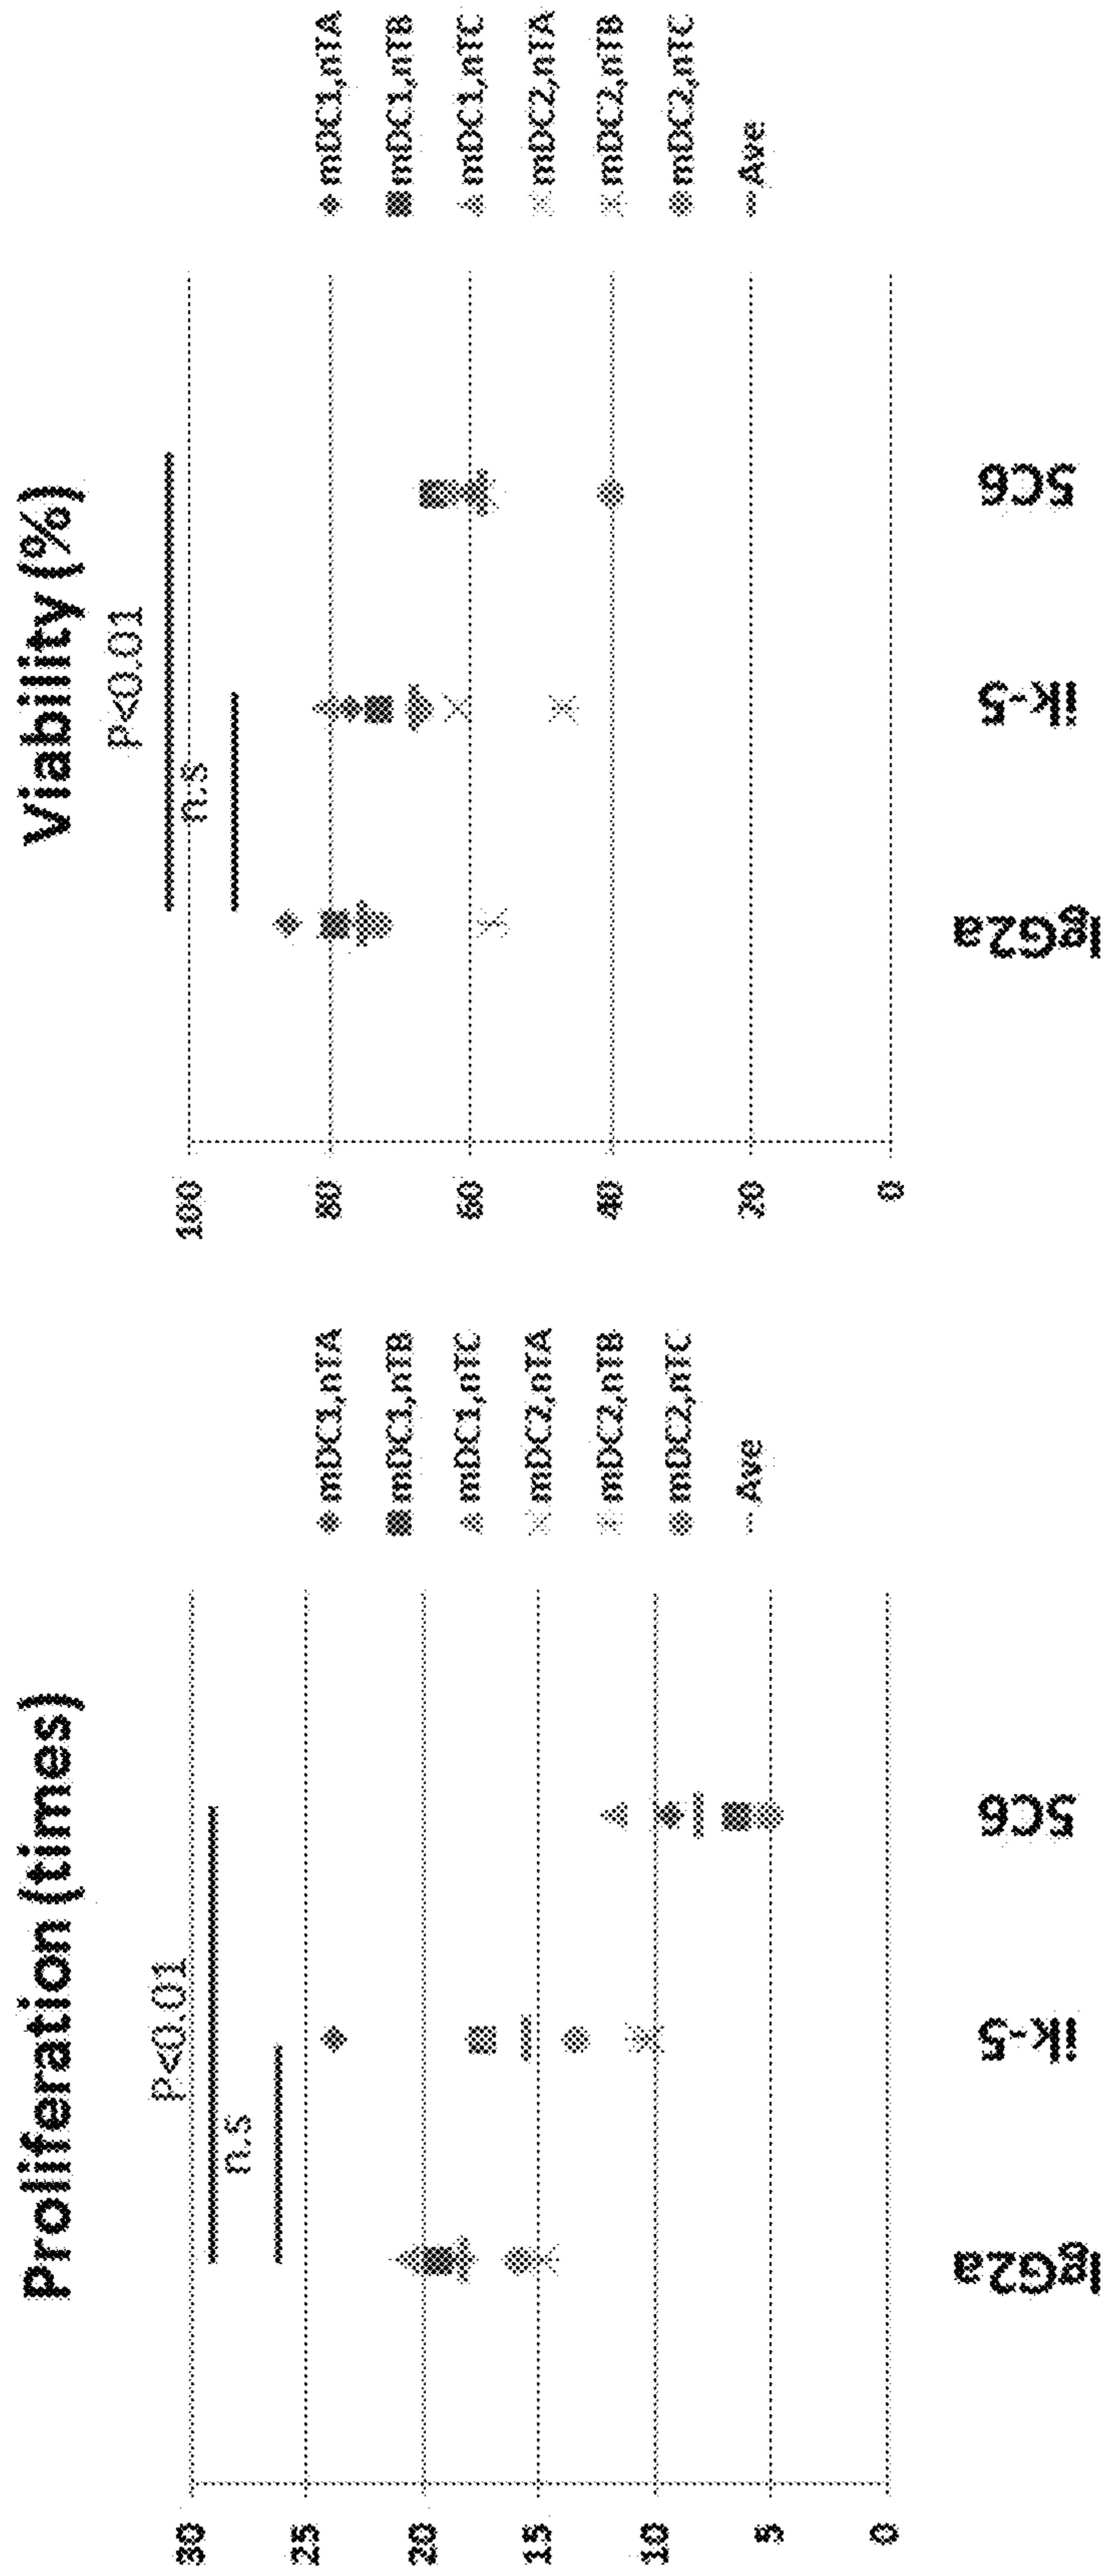 Proliferation (times)
P<0.01
n.s
30
25
20
15
10
5
0
IgG2a
ik-5
5C6
mDC1,nTA
mDC1,nTB
mDC1,nTC
mDC2,nTA
mDC2,nTB
mDC2,nTC
Ave
Viability (%)
P<0.01
n.s
100
80
60
40
20
0
IgG2a
ik-5
5C6
mDC1,nTA
mDC1,nTB
mDC1,nTC
mDC2,nTA
mDC2,nTB
mDC2,nTC
Ave